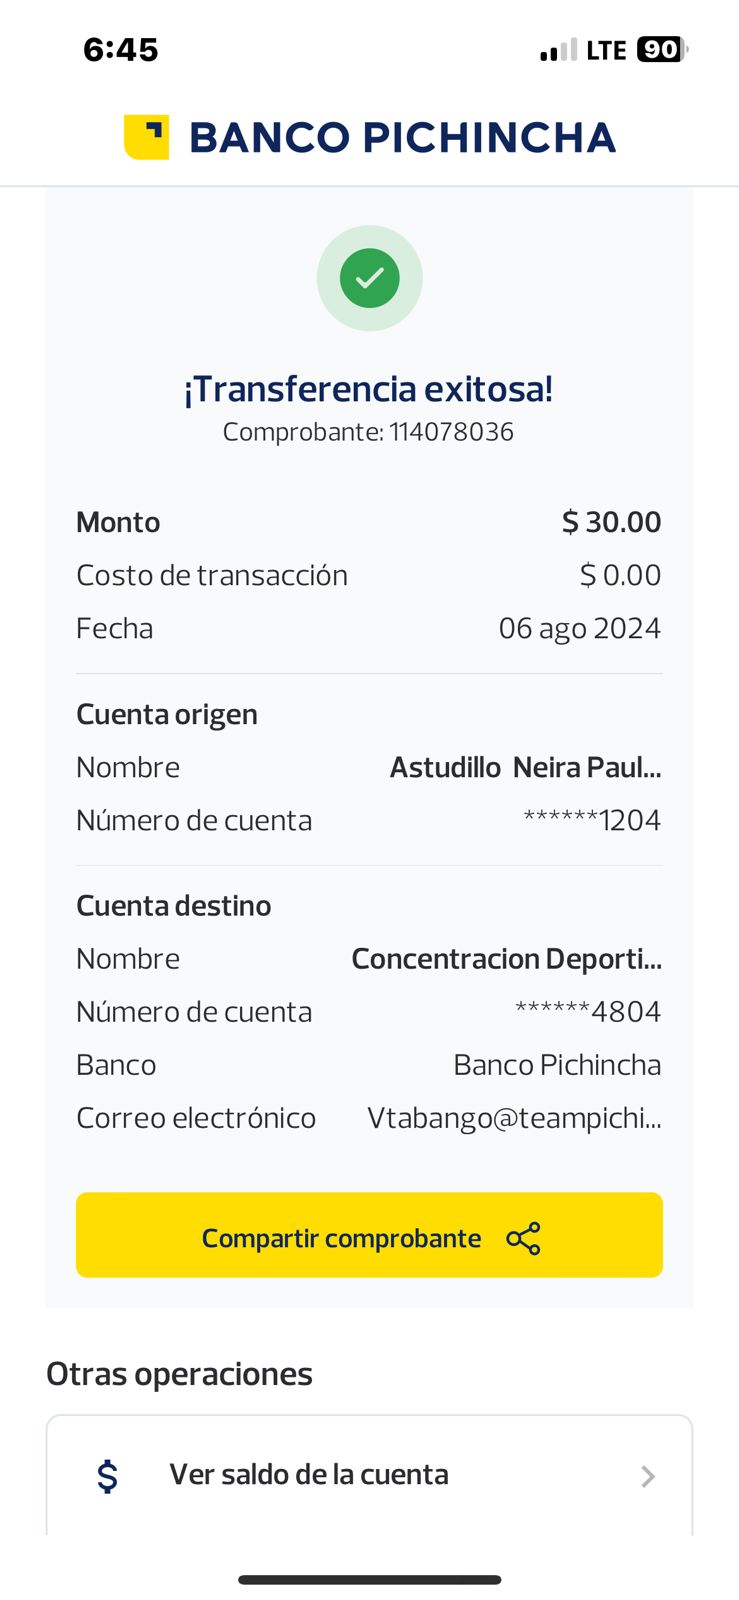 6:45 LTE 90
BANCO PICHINCHA
¡Transferencia exitosa!
Comprobante: 114078036
Monto $ 30.00
Costo de transacción $ 0.00
Fecha 06 ago 2024
Cuenta origen
Nombre Astudillo Neira Paul...
Número de cuenta ******1204
Cuenta destino
Nombre Concentracion Deporti...
Número de cuenta ******4804
Banco Banco Pichincha
Correo electrónico Vtabango@teampichi...
Compartir comprobante
Otras operaciones
$ Ver saldo de la cuenta